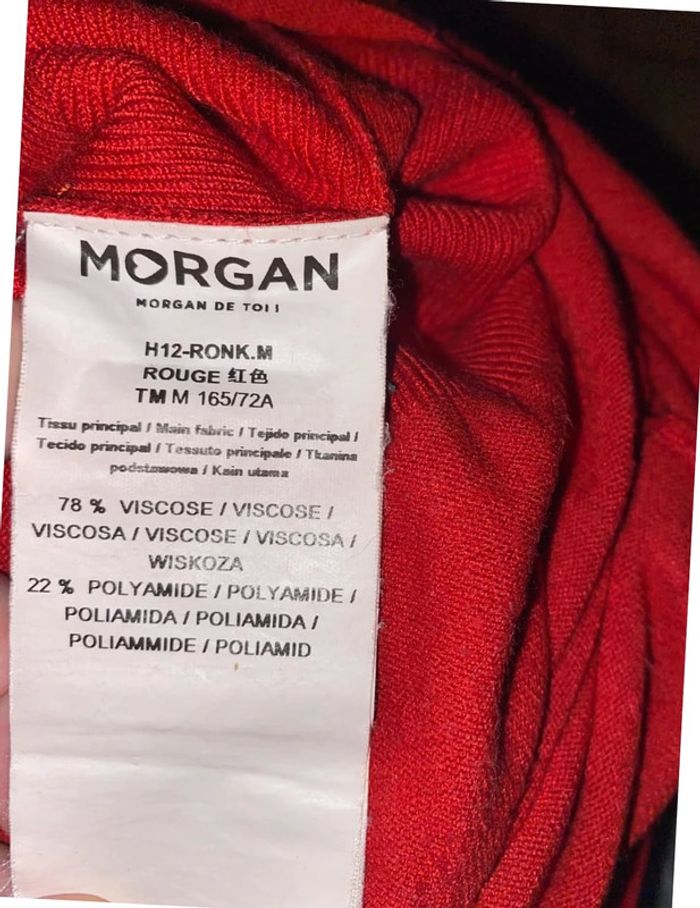 MORGAN
MORGAN DE TOI !
H12-RONK.M
ROUGE 红色
TM M 165/72A
Tissu principal / Main fabric / Tejido principal /
Tecido principal / Tessuto principale / Tkanina
podstawowa / Kain utama
78 % VISCOSE / VISCOSE /
VISCOSA / VISCOSE / VISCOSA /
WISKOZA
22 % POLYAMIDE / POLYAMIDE /
POLIAMIDA / POLIAMIDA /
POLIAMMIDE / POLIAMID